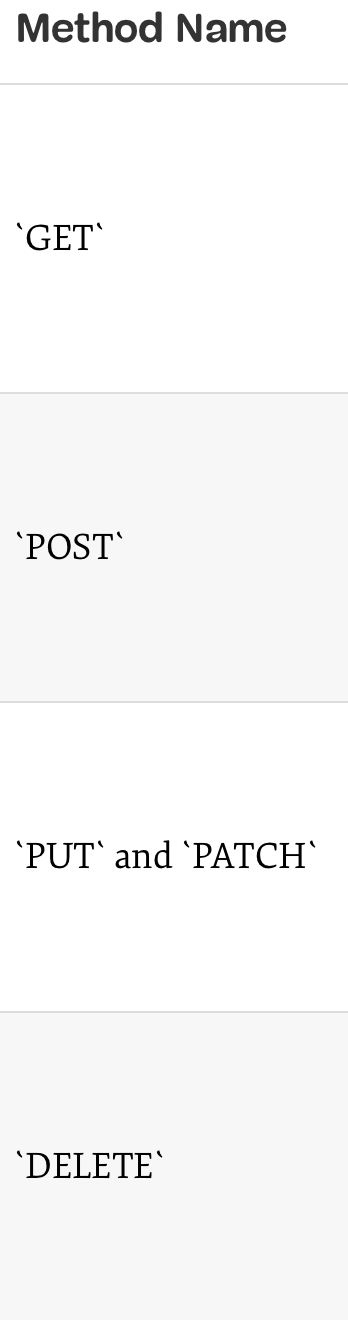 Method Name
`GET`
`POST`
`PUT` and `PATCH`
`DELETE`